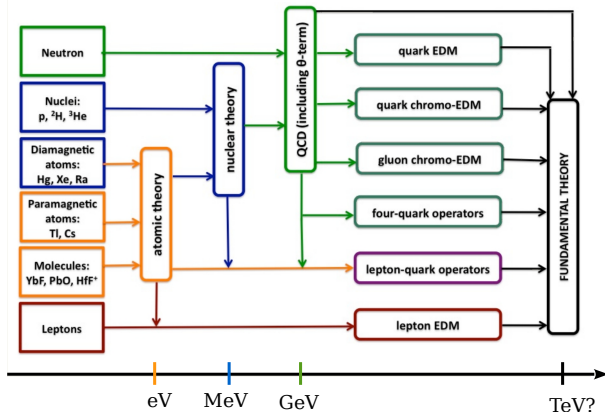 Neutron
Nuclei:
p, ²H, ³He
Diamagnetic
atoms:
Hg, Xe, Ra
Paramagnetic
atoms:
Tl, Cs
Molecules:
YbF, PbO, HfF⁺
Leptons
atomic theory
nuclear theory
QCD (including θ-term)
quark EDM
quark chromo-EDM
gluon chromo-EDM
four-quark operators
lepton-quark operators
lepton EDM
FUNDAMENTAL THEORY
eV
MeV
GeV
TeV?